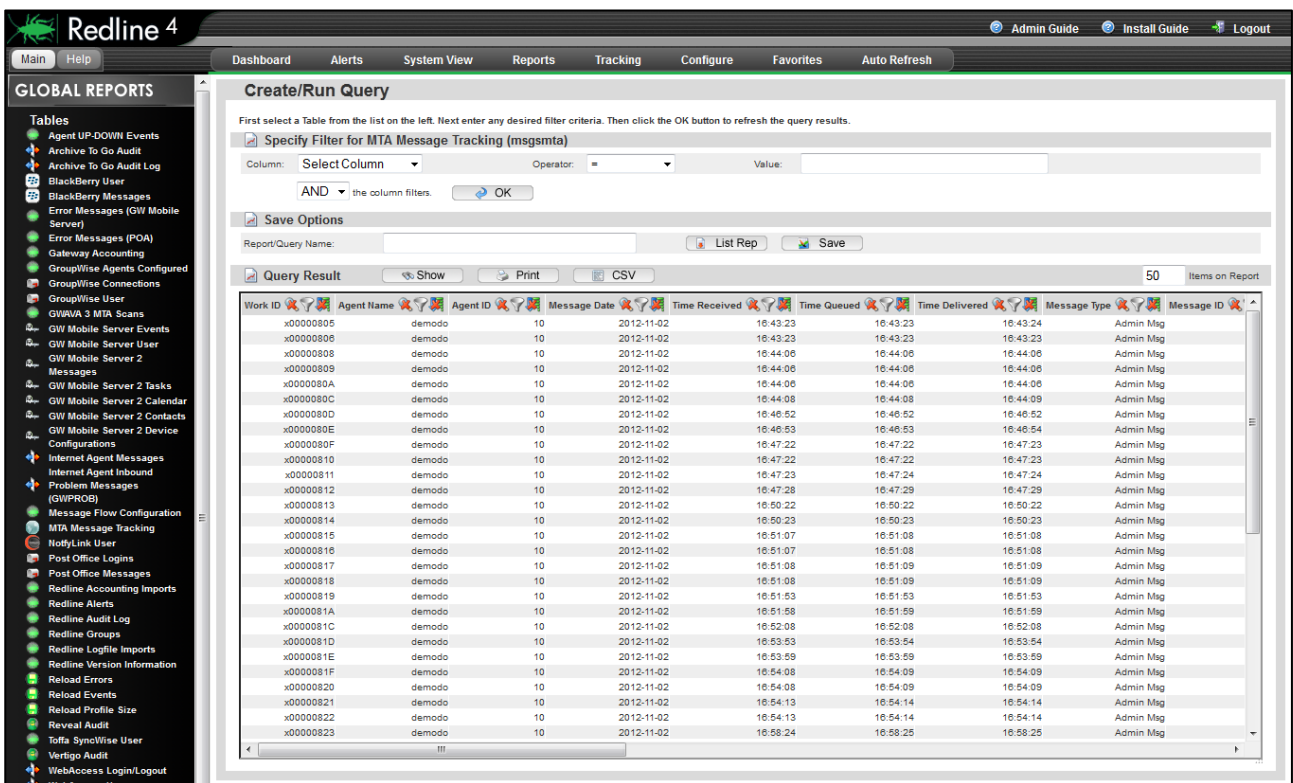 Redline 4
Admin Guide Install Guide Logout
Main Help
Dashboard Alerts System View Reports Tracking Configure Favorites Auto Refresh
GLOBAL REPORTS
Tables
Agent UP-DOWN Events
Archive To Go Audit
Archive To Go Audit Log
BlackBerry User
BlackBerry Messages
Error Messages (GW Mobile
Server)
Error Messages (POA)
Gateway Accounting
GroupWise Agents Configured
GroupWise Connections
GroupWise User
GWAVA 3 MTA Scans
GW Mobile Server Events
GW Mobile Server User
GW Mobile Server 2
Messages
GW Mobile Server 2 Tasks
GW Mobile Server 2 Calendar
GW Mobile Server 2 Contacts
GW Mobile Server 2 Device
Configurations
Internet Agent Messages
Internet Agent Inbound
Problem Messages
(GWPROB)
Message Flow Configuration
MTA Message Tracking
NotfyLink User
Post Office Logins
Post Office Messages
Redline Accounting Imports
Redline Alerts
Redline Audit Log
Redline Groups
Redline Logfile Imports
Redline Version Information
Reload Errors
Reload Events
Reload Profile Size
Reveal Audit
Toffa SyncWise User
Vertigo Audit
WebAccess Login/Logout
Create/Run Query
First select a Table from the list on the left. Next enter any desired filter criteria. Then click the OK button to refresh the query results.
Specify Filter for MTA Message Tracking (msgsmta)
Column: Select Column Operator: = Value:
AND the column filters. OK
Save Options
Report/Query Name: List Rep Save
Query Result Show Print CSV 50 Items on Report
Work ID Agent Name Agent ID Message Date Time Received Time Queued Time Delivered Message Type Message ID
x00000805 demodo 10 2012-11-02 16:43:23 16:43:23 16:43:24 Admin Msg
x00000806 demodo 10 2012-11-02 16:43:23 16:43:23 16:43:23 Admin Msg
x00000808 demodo 10 2012-11-02 16:44:06 16:44:06 16:44:06 Admin Msg
x00000809 demodo 10 2012-11-02 16:44:06 16:44:06 16:44:06 Admin Msg
x0000080A demodo 10 2012-11-02 16:44:06 16:44:06 16:44:06 Admin Msg
x0000080C demodo 10 2012-11-02 16:44:08 16:44:08 16:44:09 Admin Msg
x0000080D demodo 10 2012-11-02 16:46:52 16:46:52 16:46:52 Admin Msg
x0000080E demodo 10 2012-11-02 16:46:53 16:46:53 16:46:54 Admin Msg
x0000080F demodo 10 2012-11-02 16:47:22 16:47:22 16:47:23 Admin Msg
x00000810 demodo 10 2012-11-02 16:47:22 16:47:22 16:47:23 Admin Msg
x00000811 demodo 10 2012-11-02 16:47:23 16:47:24 16:47:24 Admin Msg
x00000812 demodo 10 2012-11-02 16:47:28 16:47:29 16:47:29 Admin Msg
x00000813 demodo 10 2012-11-02 16:50:22 16:50:22 16:50:22 Admin Msg
x00000814 demodo 10 2012-11-02 16:50:23 16:50:23 16:50:23 Admin Msg
x00000815 demodo 10 2012-11-02 16:51:07 16:51:08 16:51:08 Admin Msg
x00000816 demodo 10 2012-11-02 16:51:07 16:51:08 16:51:08 Admin Msg
x00000817 demodo 10 2012-11-02 16:51:08 16:51:09 16:51:09 Admin Msg
x00000818 demodo 10 2012-11-02 16:51:08 16:51:09 16:51:09 Admin Msg
x00000819 demodo 10 2012-11-02 16:51:53 16:51:53 16:51:53 Admin Msg
x0000081A demodo 10 2012-11-02 16:51:58 16:51:59 16:51:59 Admin Msg
x0000081C demodo 10 2012-11-02 16:52:08 16:52:08 16:52:08 Admin Msg
x0000081D demodo 10 2012-11-02 16:53:53 16:53:54 16:53:54 Admin Msg
x0000081E demodo 10 2012-11-02 16:53:59 16:53:59 16:53:59 Admin Msg
x0000081F demodo 10 2012-11-02 16:54:08 16:54:09 16:54:09 Admin Msg
x00000820 demodo 10 2012-11-02 16:54:08 16:54:09 16:54:09 Admin Msg
x00000821 demodo 10 2012-11-02 16:54:13 16:54:14 16:54:14 Admin Msg
x00000822 demodo 10 2012-11-02 16:54:13 16:54:14 16:54:14 Admin Msg
x00000823 demodo 10 2012-11-02 16:58:24 16:58:25 16:58:25 Admin Msg